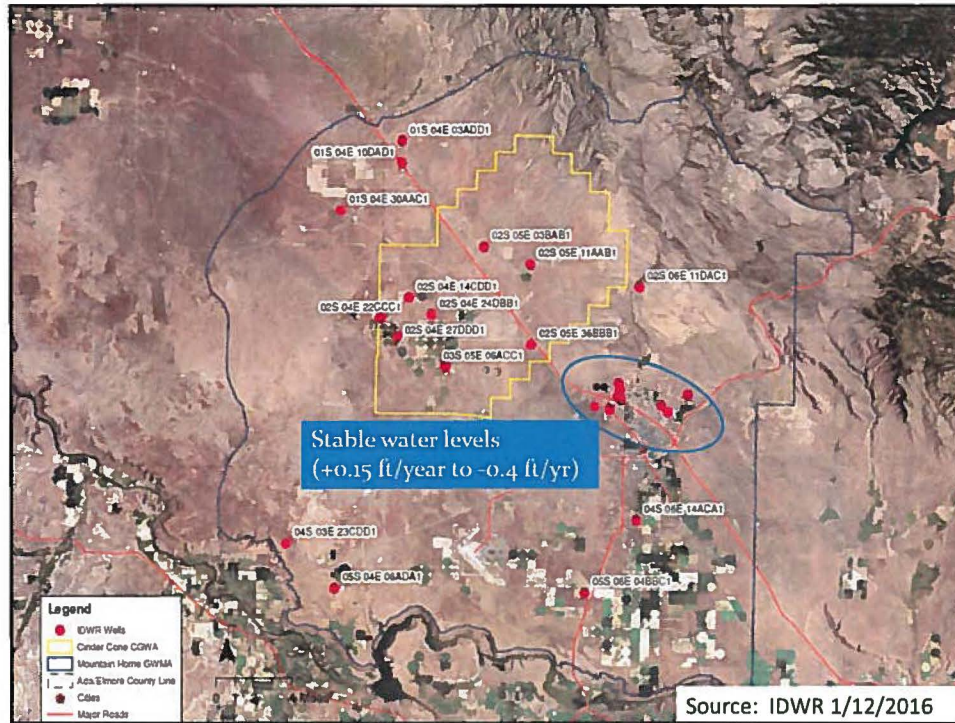 01S 04E 03ADD1
01S 04E 10DAD1
01S 04E 30AAC1
02S 05E 03BAB1
02S 05E 11AAB1
02S 06E 11DAC1
02S 04E 14CDD1
02S 04E 24DBB1
02S 04E 22CCC1
02S 04E 27DDD1
02S 05E 36BBB1
03S 05E 06ACC1
Stable water levels
(+0.15 ft/year to -0.4 ft/yr)
04S 06E 14ACA1
04S 03E 23CDD1
05S 04E 08ADA1
05S 06E 04BBC1
Legend
IDWR Wells
Cinder Cone CGWA
Mountain Home GWMA
Ada/Elmore County Line
Cities
Major Roads
Source: IDWR 1/12/2016